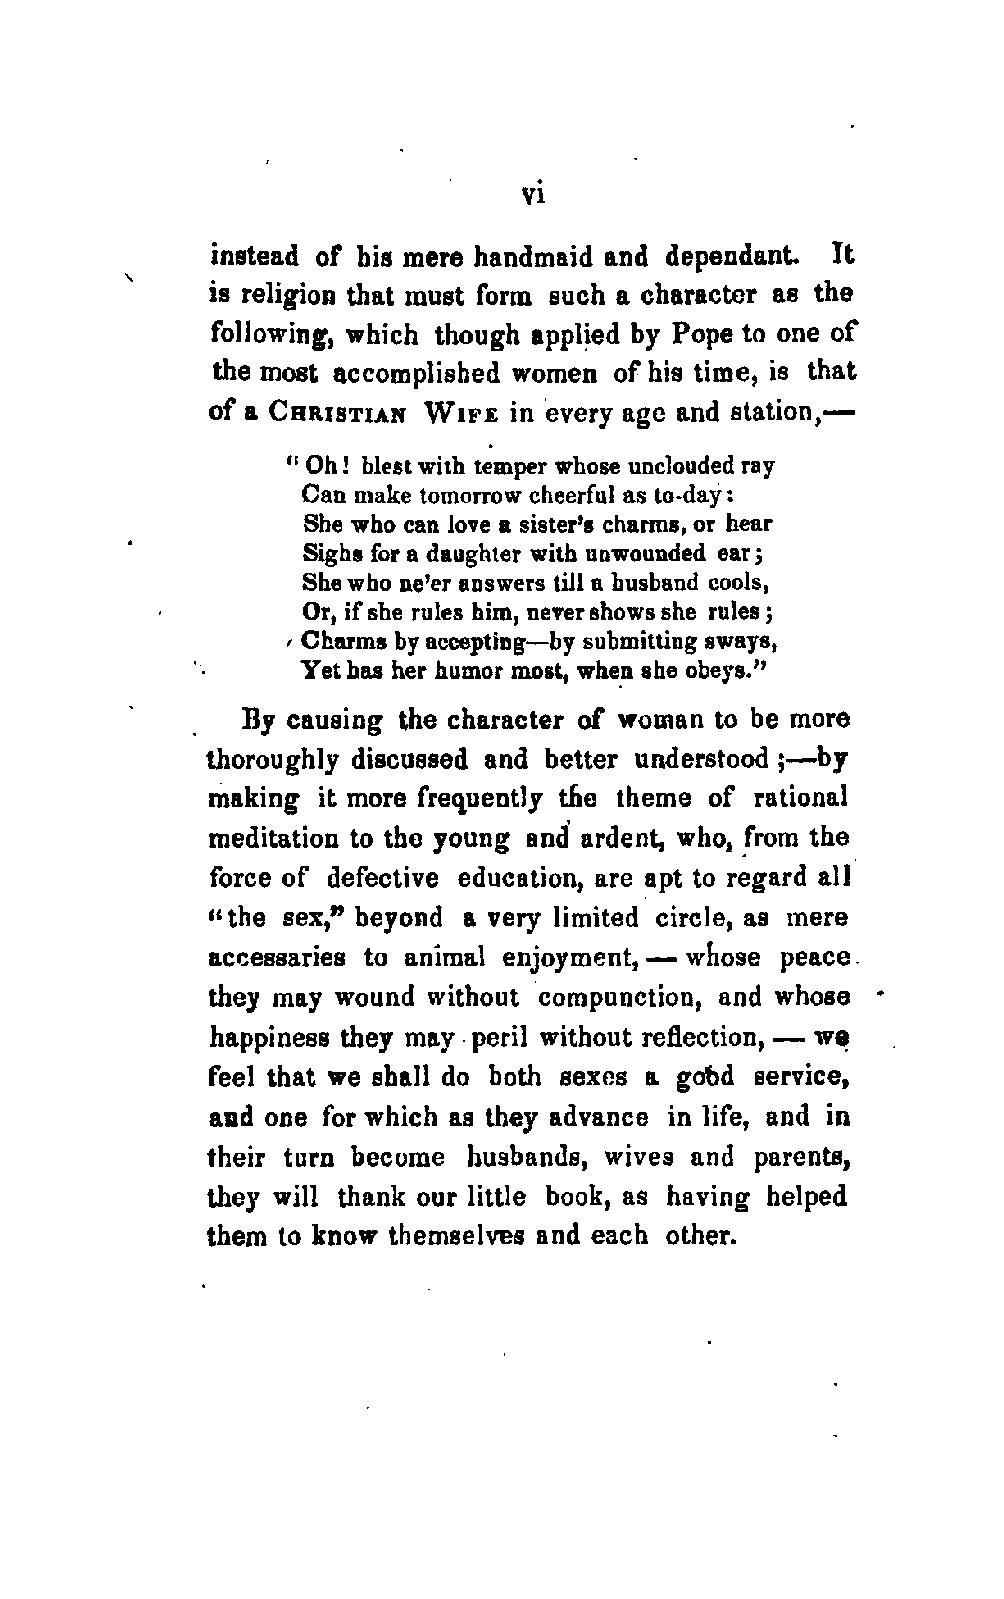 vi
instead of his mere handmaid and dependant. It
is religion that must form such a character as the
following, which though applied by Pope to one of
the most accomplished women of his time, is that
of a CHRISTIAN WIFE in every age and station,—
“Oh! blest with temper whose unclouded ray
Can make tomorrow cheerful as to-day:
She who can love a sister's charms, or hear
Sighs for a daughter with unwounded ear;
She who ne'er answers till a husband cools,
Or, if she rules him, never shows she rules;
Charms by accepting—by submitting sways,
Yet has her humor most, when she obeys.”
By causing the character of woman to be more
thoroughly discussed and better understood;—by
making it more frequently the theme of rational
meditation to the young and ardent, who, from the
force of defective education, are apt to regard all
“the sex,” beyond a very limited circle, as mere
accessaries to animal enjoyment,— whose peace
they may wound without compunction, and whose
happiness they may peril without reflection, — we
feel that we shall do both sexes a good service,
and one for which as they advance in life, and in
their turn become husbands, wives and parents,
they will thank our little book, as having helped
them to know themselves and each other.